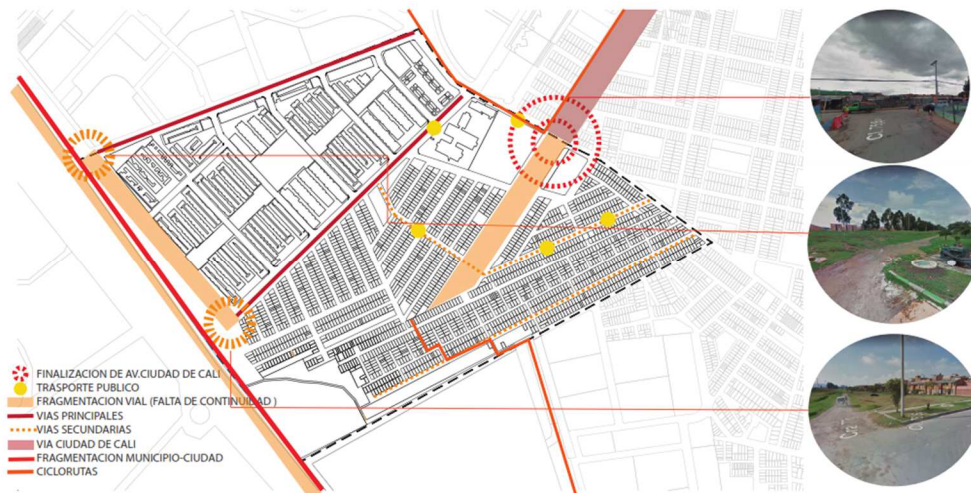 FINALIZACION DE AV.CIUDAD DE CALI
TRASPORTE PUBLICO
FRAGMENTACION VIAL (FALTA DE CONTINUIDAD )
VIAS PRINCIPALES
VIAS SECUNDARIAS
VIA CIUDAD DE CALI
FRAGMENTACION MUNICIPIO-CIUDAD
CICLORUTAS